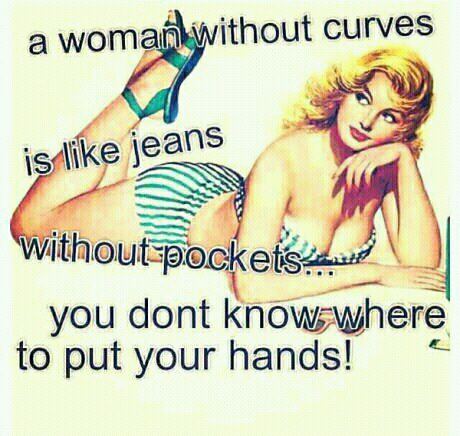 a woman without curves
is like jeans
without pockets...
you dont know where
to put your hands!